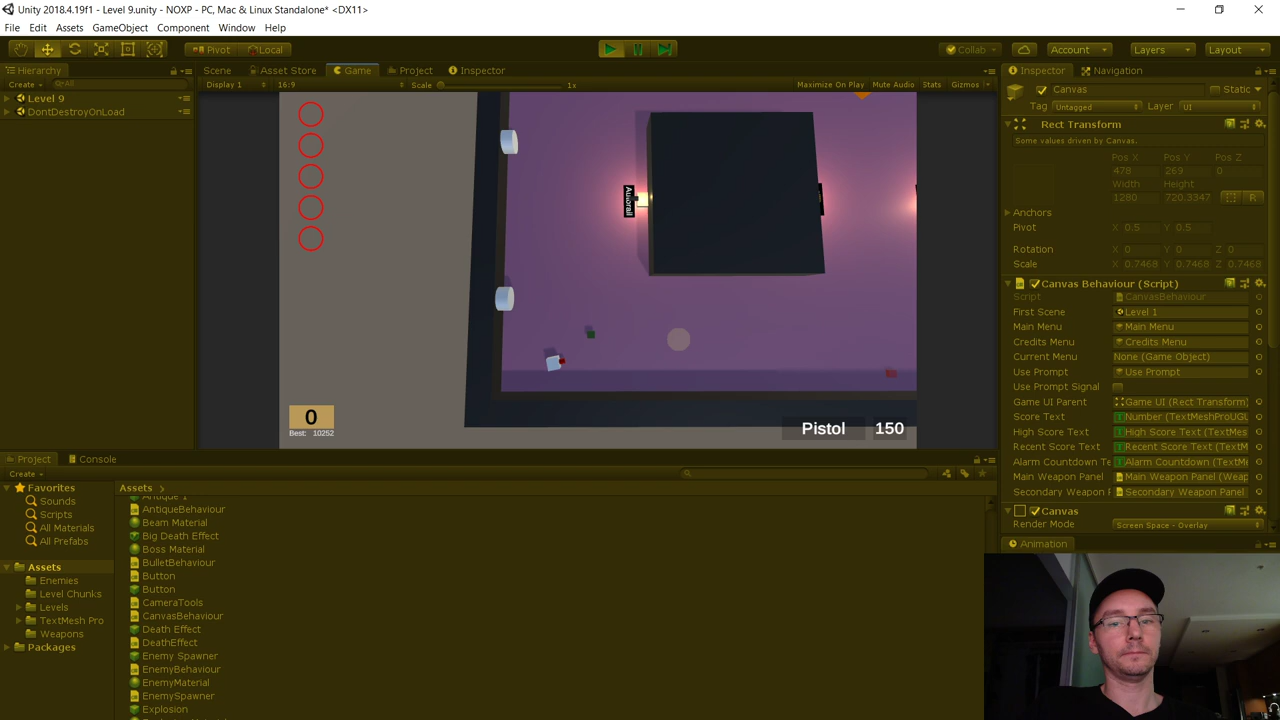 Unity 2018.4.19f1 - Level 9.unity - NOXP - PC, Mac & Linux Standalone* <DX11>
File Edit Assets GameObject Component Window Help
Pivot Local Collab Account Layers Layout
Hierarchy Scene Asset Store Game Project Inspector Inspector Navigation
Create All Display 1 16:9 Scale 1x Maximize On Play Mute Audio Stats Gizmos Canvas Static
Level 9
DontDestroyOnLoad
Tag Untagged Layer UI
Rect Transform
Some values driven by Canvas.
Pos X Pos Y Pos Z
478 269 0
Width Height
1280 720.3347 R
Anchors
Pivot X 0.5 Y 0.5
Rotation X 0 Y 0 Z 0
Scale X 0.7468 Y 0.7468 Z 0.7468
Canvas Behaviour (Script)
Script CanvasBehaviour
First Scene Level 1
Main Menu Main Menu
Credits Menu Credits Menu
Current Menu None (Game Object)
Use Prompt Use Prompt
Use Prompt Signal
Game UI Parent Game UI (Rect Transform)
Score Text Number (TextMeshProUG
High Score Text High Score Text (TextMes
Recent Score Text Recent Score Text (TextM
Alarm Countdown Te Alarm Countdown (TextMe
Main Weapon Panel Main Weapon Panel (Weap
Secondary Weapon Secondary Weapon Panel
Canvas
Render Mode Screen Space - Overlay
Animation
0
Best: 10252
Pistol 150
Project Console
Create
Favorites
Sounds
Scripts
All Materials
All Prefabs
Assets
Enemies
Level Chunks
Levels
TextMesh Pro
Weapons
Packages
Assets
Antique 1
AntiqueBehaviour
Beam Material
Big Death Effect
Boss Material
BulletBehaviour
Button
Button
CameraTools
CanvasBehaviour
Death Effect
DeathEffect
Enemy Spawner
EnemyBehaviour
EnemyMaterial
EnemySpawner
Explosion